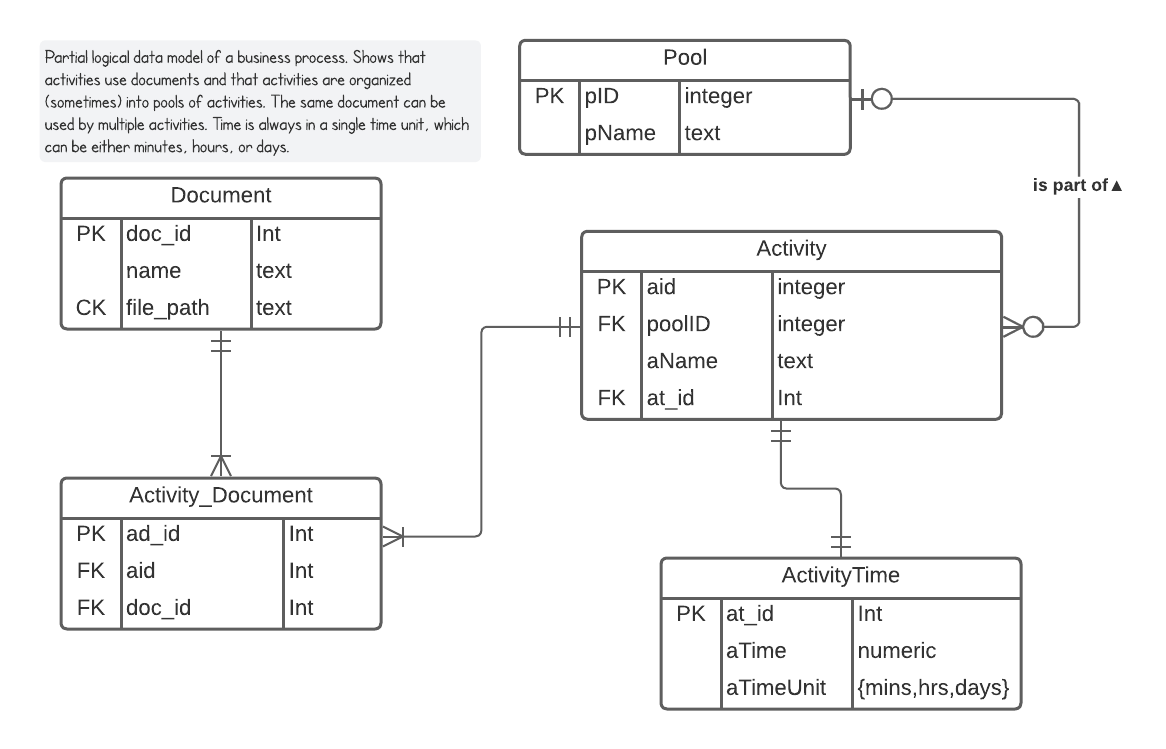 Partial logical data model of a business process. Shows that
activities use documents and that activities are organized
(sometimes) into pools of activities. The same document can be
used by multiple activities. Time is always in a single time unit, which
can be either minutes, hours, or days.
Pool
PK pID integer
pName text
is part of▲
Document
PK doc_id Int
name text
CK file_path text
Activity
PK aid integer
FK poolID integer
aName text
FK at_id Int
Activity_Document
PK ad_id Int
FK aid Int
FK doc_id Int
ActivityTime
PK at_id Int
aTime numeric
aTimeUnit {mins,hrs,days}